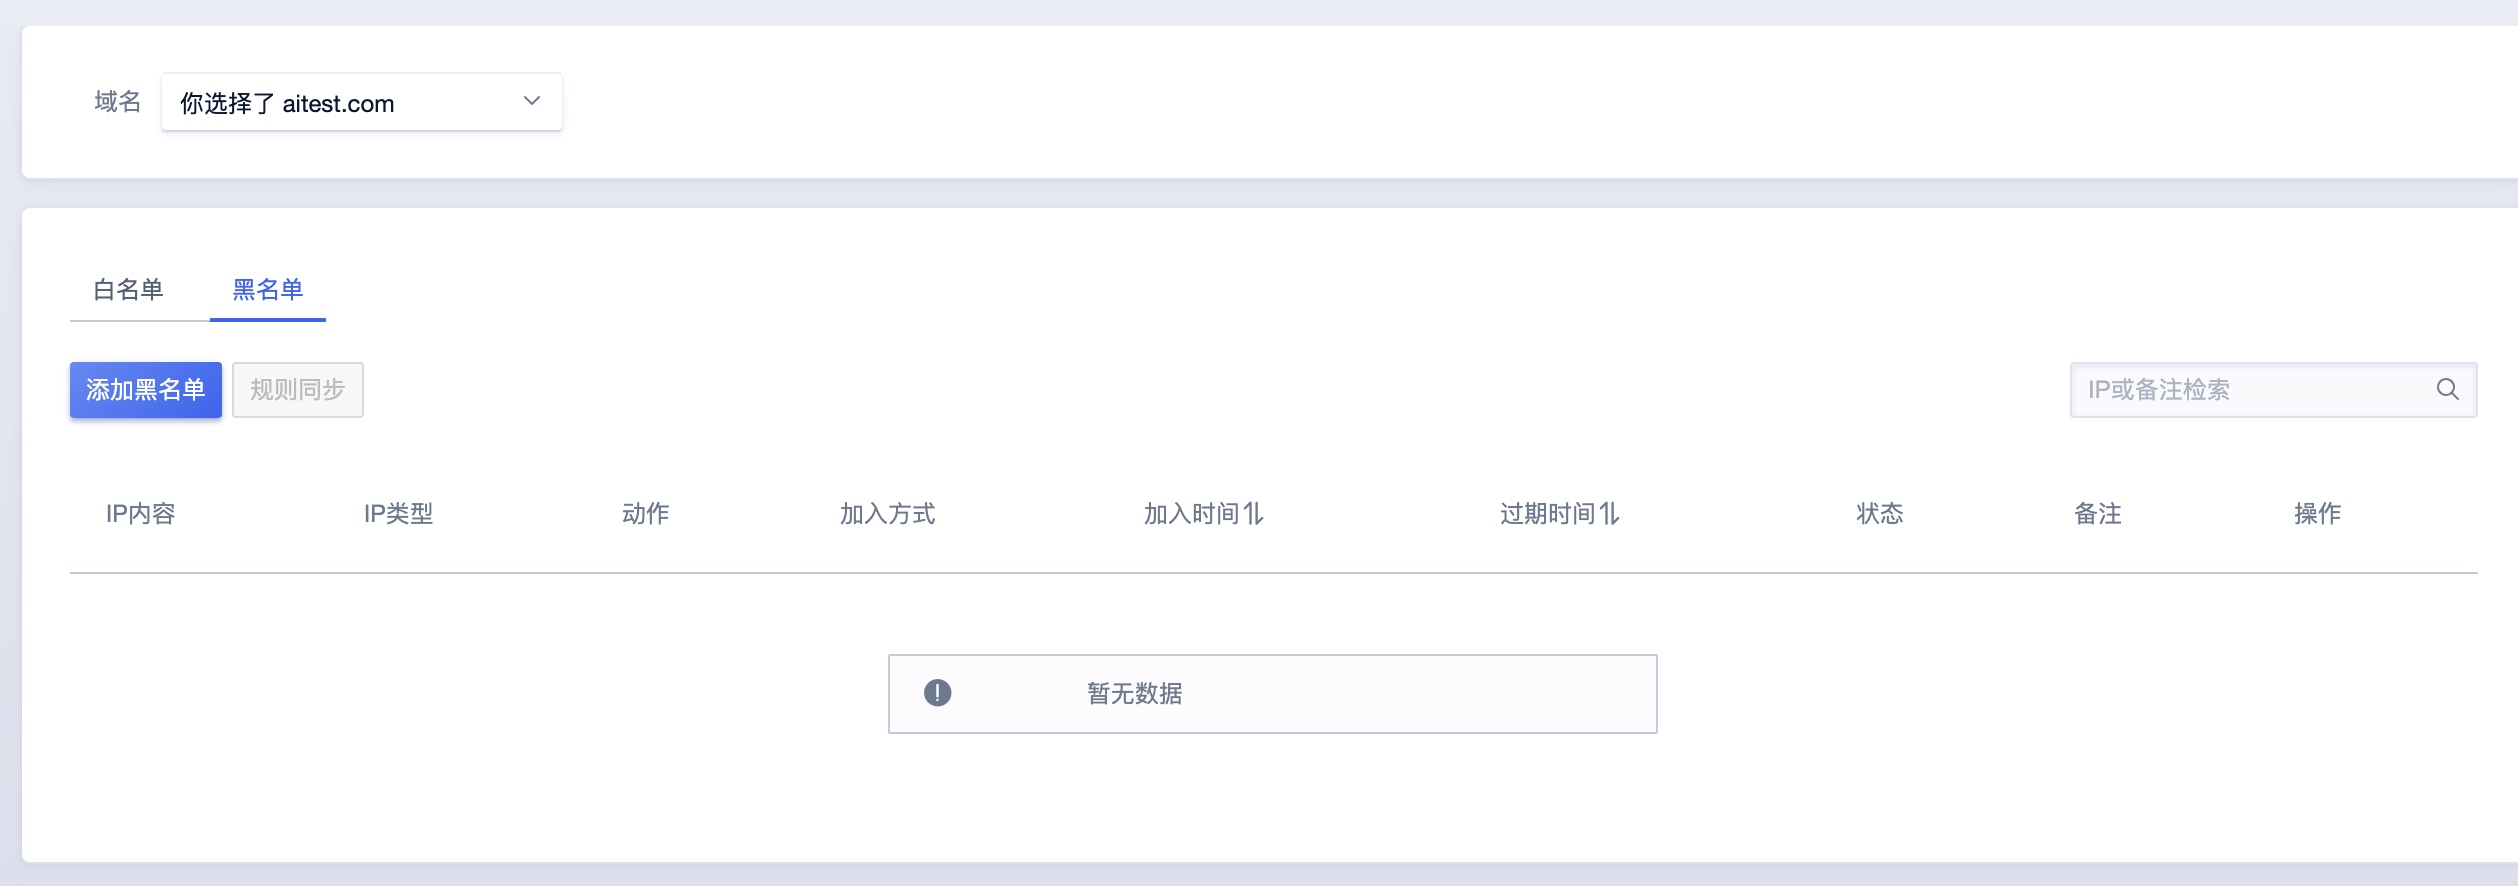 域名 你选择了 aitest.com
白名单 黑名单
添加黑名单 规则同步 IP或备注检索
IP内容 IP类型 动作 加入方式 加入时间 过期时间 状态 备注 操作
暂无数据